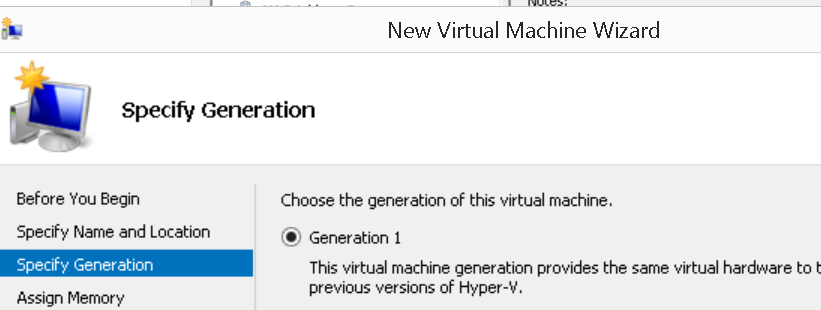 Notes:
New Virtual Machine Wizard
Specify Generation
Before You Begin
Specify Name and Location
Specify Generation
Assign Memory
Choose the generation of this virtual machine.
Generation 1
This virtual machine generation provides the same virtual hardware to
previous versions of Hyper-V.